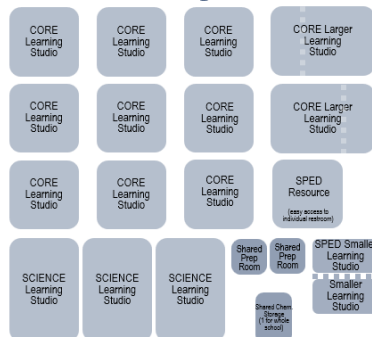 CORE
Learning
Studio
CORE
Learning
Studio
CORE
Learning
Studio
CORE Larger
Learning
Studio
CORE
Learning
Studio
CORE
Learning
Studio
CORE
Learning
Studio
CORE Larger
Learning
Studio
CORE
Learning
Studio
CORE
Learning
Studio
CORE
Learning
Studio
SPED
Resource
(easy access to
individual restroom)
SCIENCE
Learning
Studio
SCIENCE
Learning
Studio
SCIENCE
Learning
Studio
Shared
Prep
Room
Shared
Prep
Room
SPED Smaller
Learning
Studio
Smaller
Learning
Studio
Shared Chem.
Storage
(1 for whole
school)